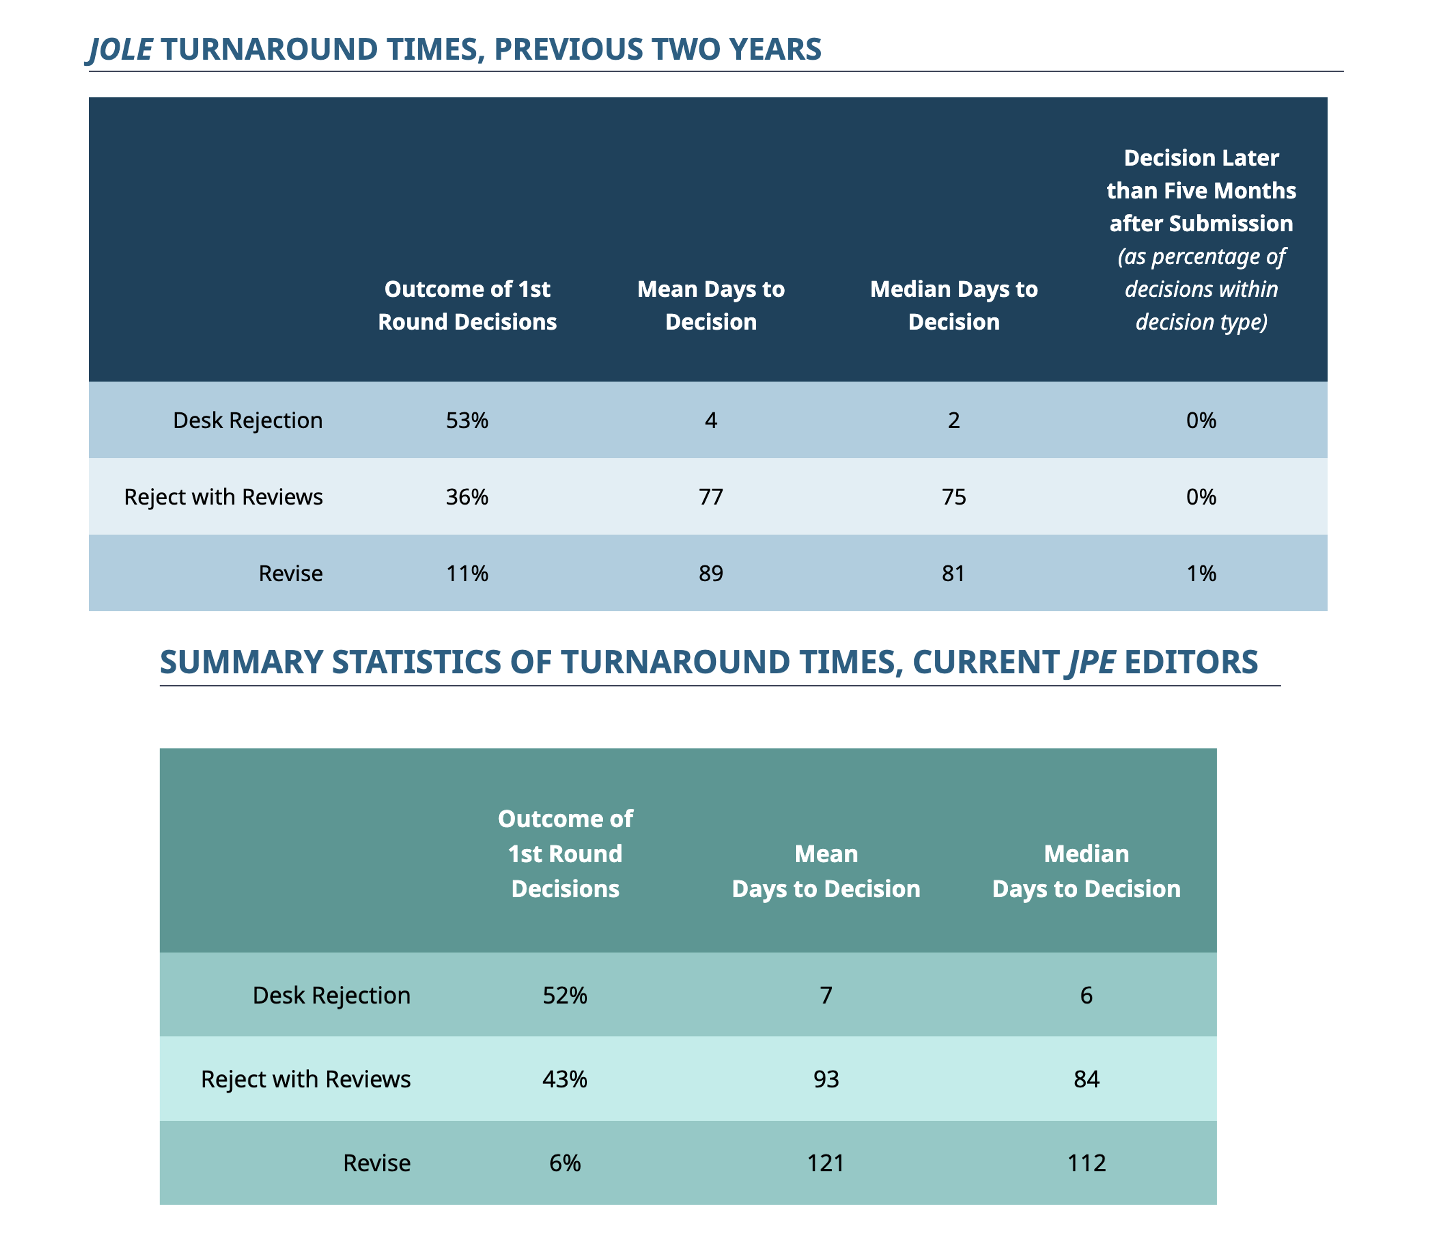 JOLE TURNAROUND TIMES, PREVIOUS TWO YEARS
Decision Later
than Five Months
after Submission
(as percentage of
decisions within
decision type)
Outcome of 1st
Round Decisions
Mean Days to
Decision
Median Days to
Decision
Desk Rejection 53% 4 2 0%
Reject with Reviews 36% 77 75 0%
Revise 11% 89 81 1%
SUMMARY STATISTICS OF TURNAROUND TIMES, CURRENT JPE EDITORS
Outcome of
1st Round
Decisions
Mean
Days to Decision
Median
Days to Decision
Desk Rejection 52% 7 6
Reject with Reviews 43% 93 84
Revise 6% 121 112